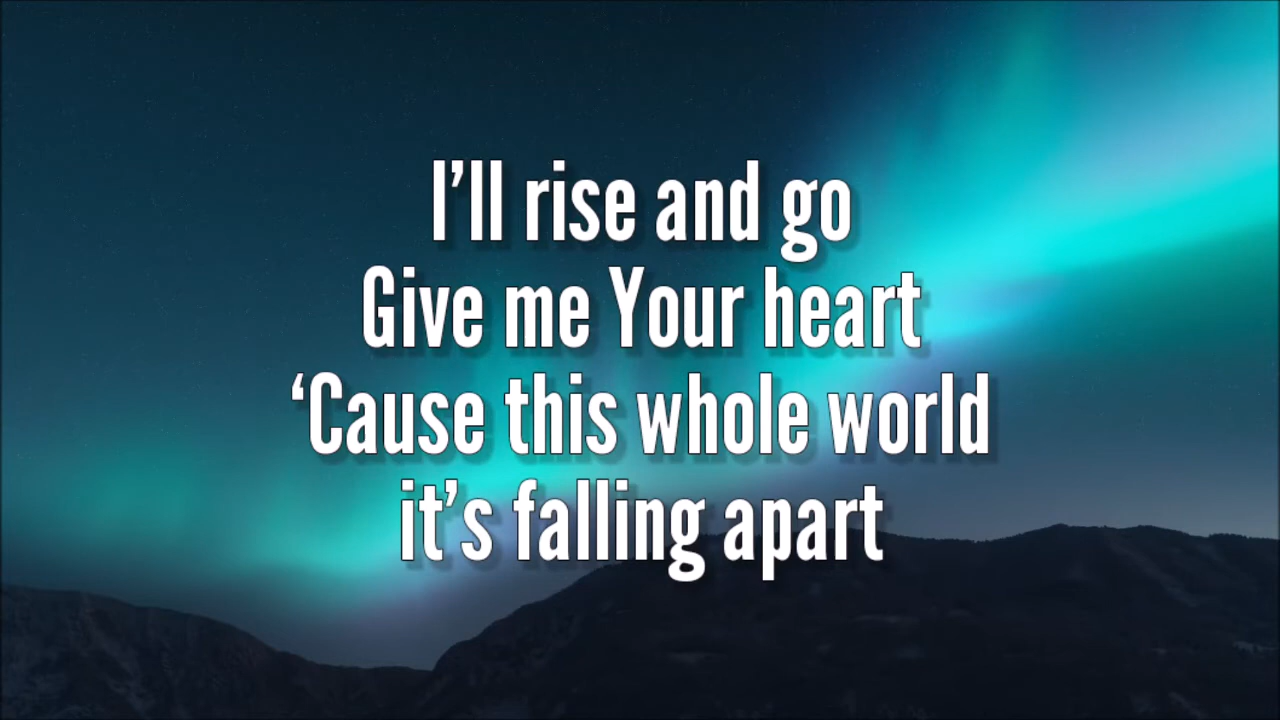 I’ll rise and go
Give me Your heart
‘Cause this whole world
it’s falling apart